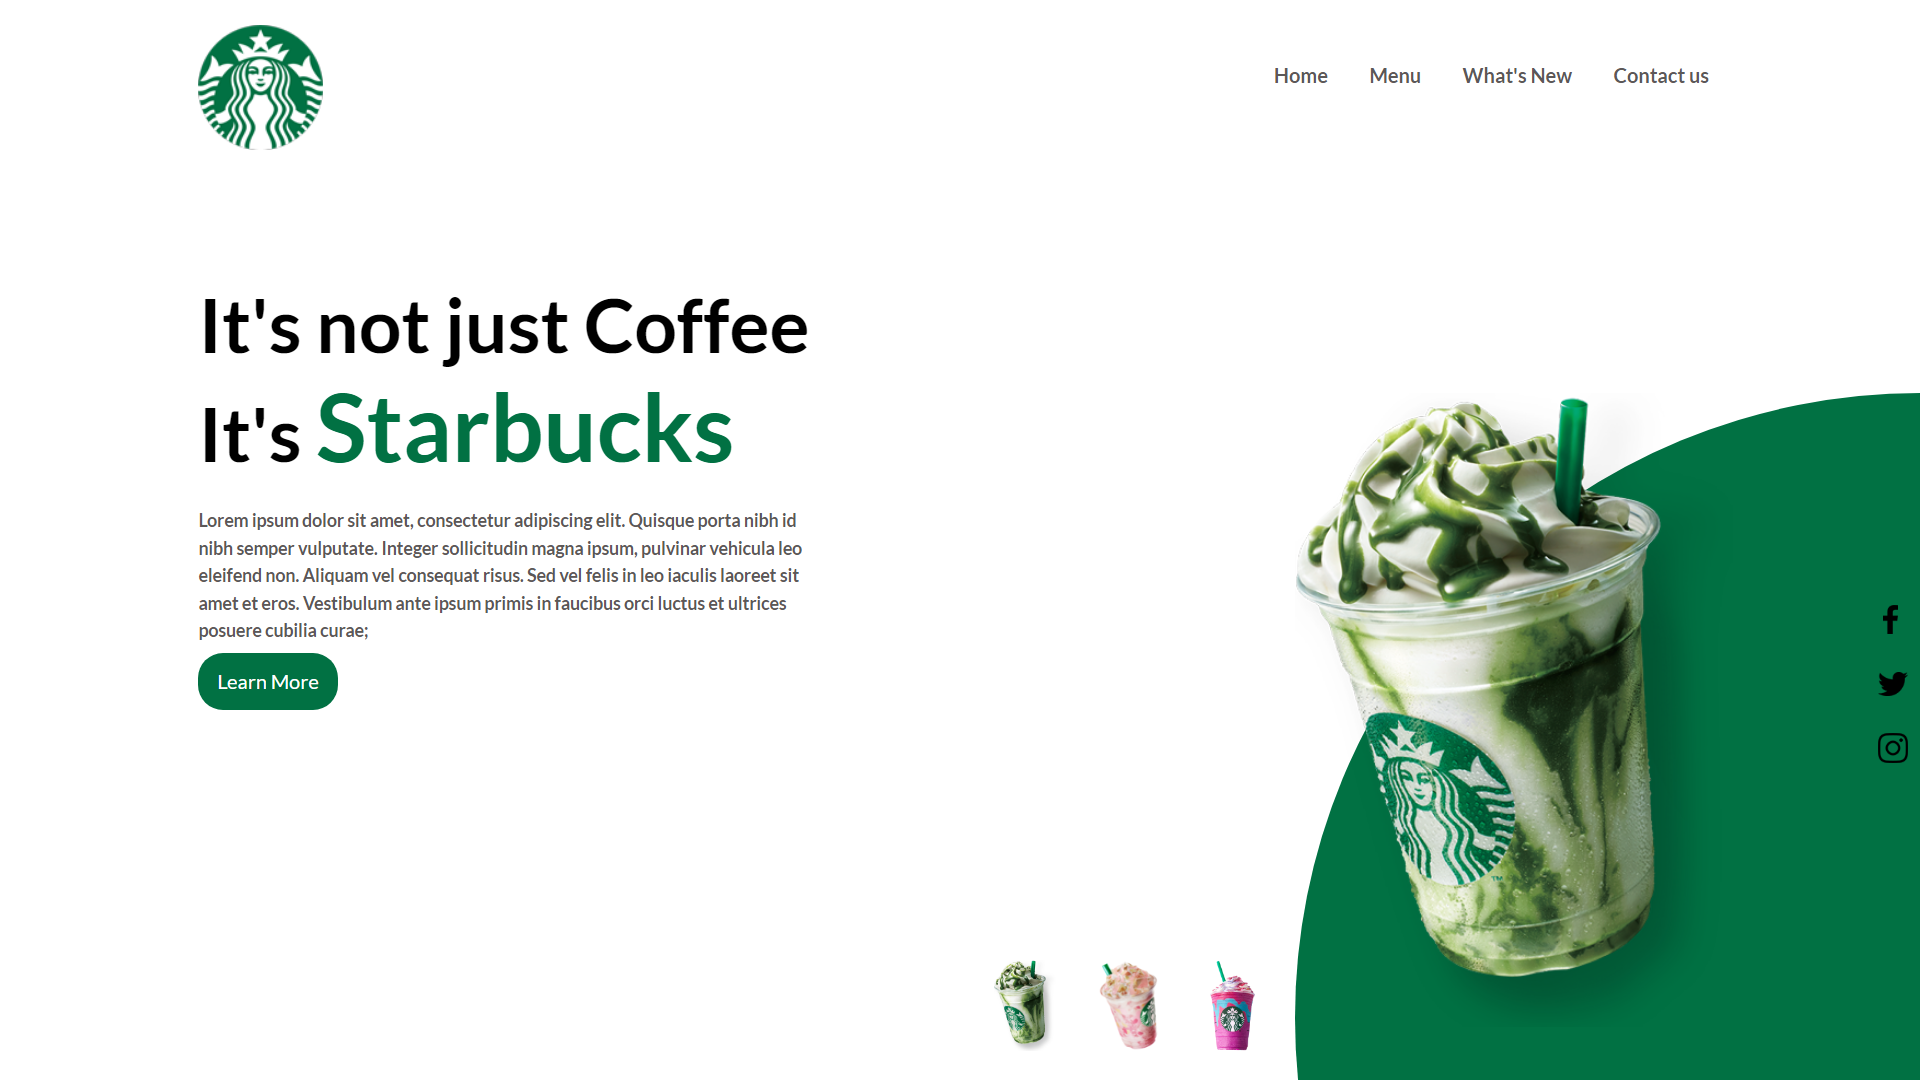 Home Menu What's New Contact us
It's not just Coffee
It's Starbucks
Lorem ipsum dolor sit amet, consectetur adipiscing elit. Quisque porta nibh id
nibh semper vulputate. Integer sollicitudin magna ipsum, pulvinar vehicula leo
eleifend non. Aliquam vel consequat risus. Sed vel felis in leo iaculis laoreet sit
amet et eros. Vestibulum ante ipsum primis in faucibus orci luctus et ultrices
posuere cubilia curae;
Learn More
TM